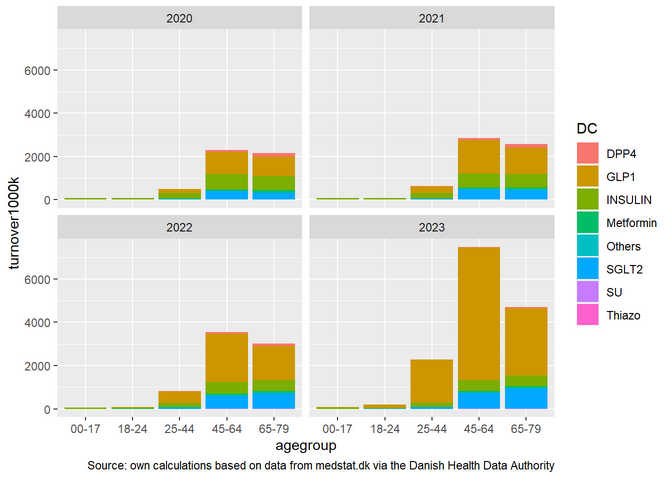 2020
2021
6000
4000
2000
0
2022
2023
6000
4000
2000
0
turnover1000k
00-17
18-24
25-44
45-64
65-79
00-17
18-24
25-44
45-64
65-79
agegroup
Source: own calculations based on data from medstat.dk via the Danish Health Data Authority
DC
DPP4
GLP1
INSULIN
Metformin
Others
SGLT2
SU
Thiazo